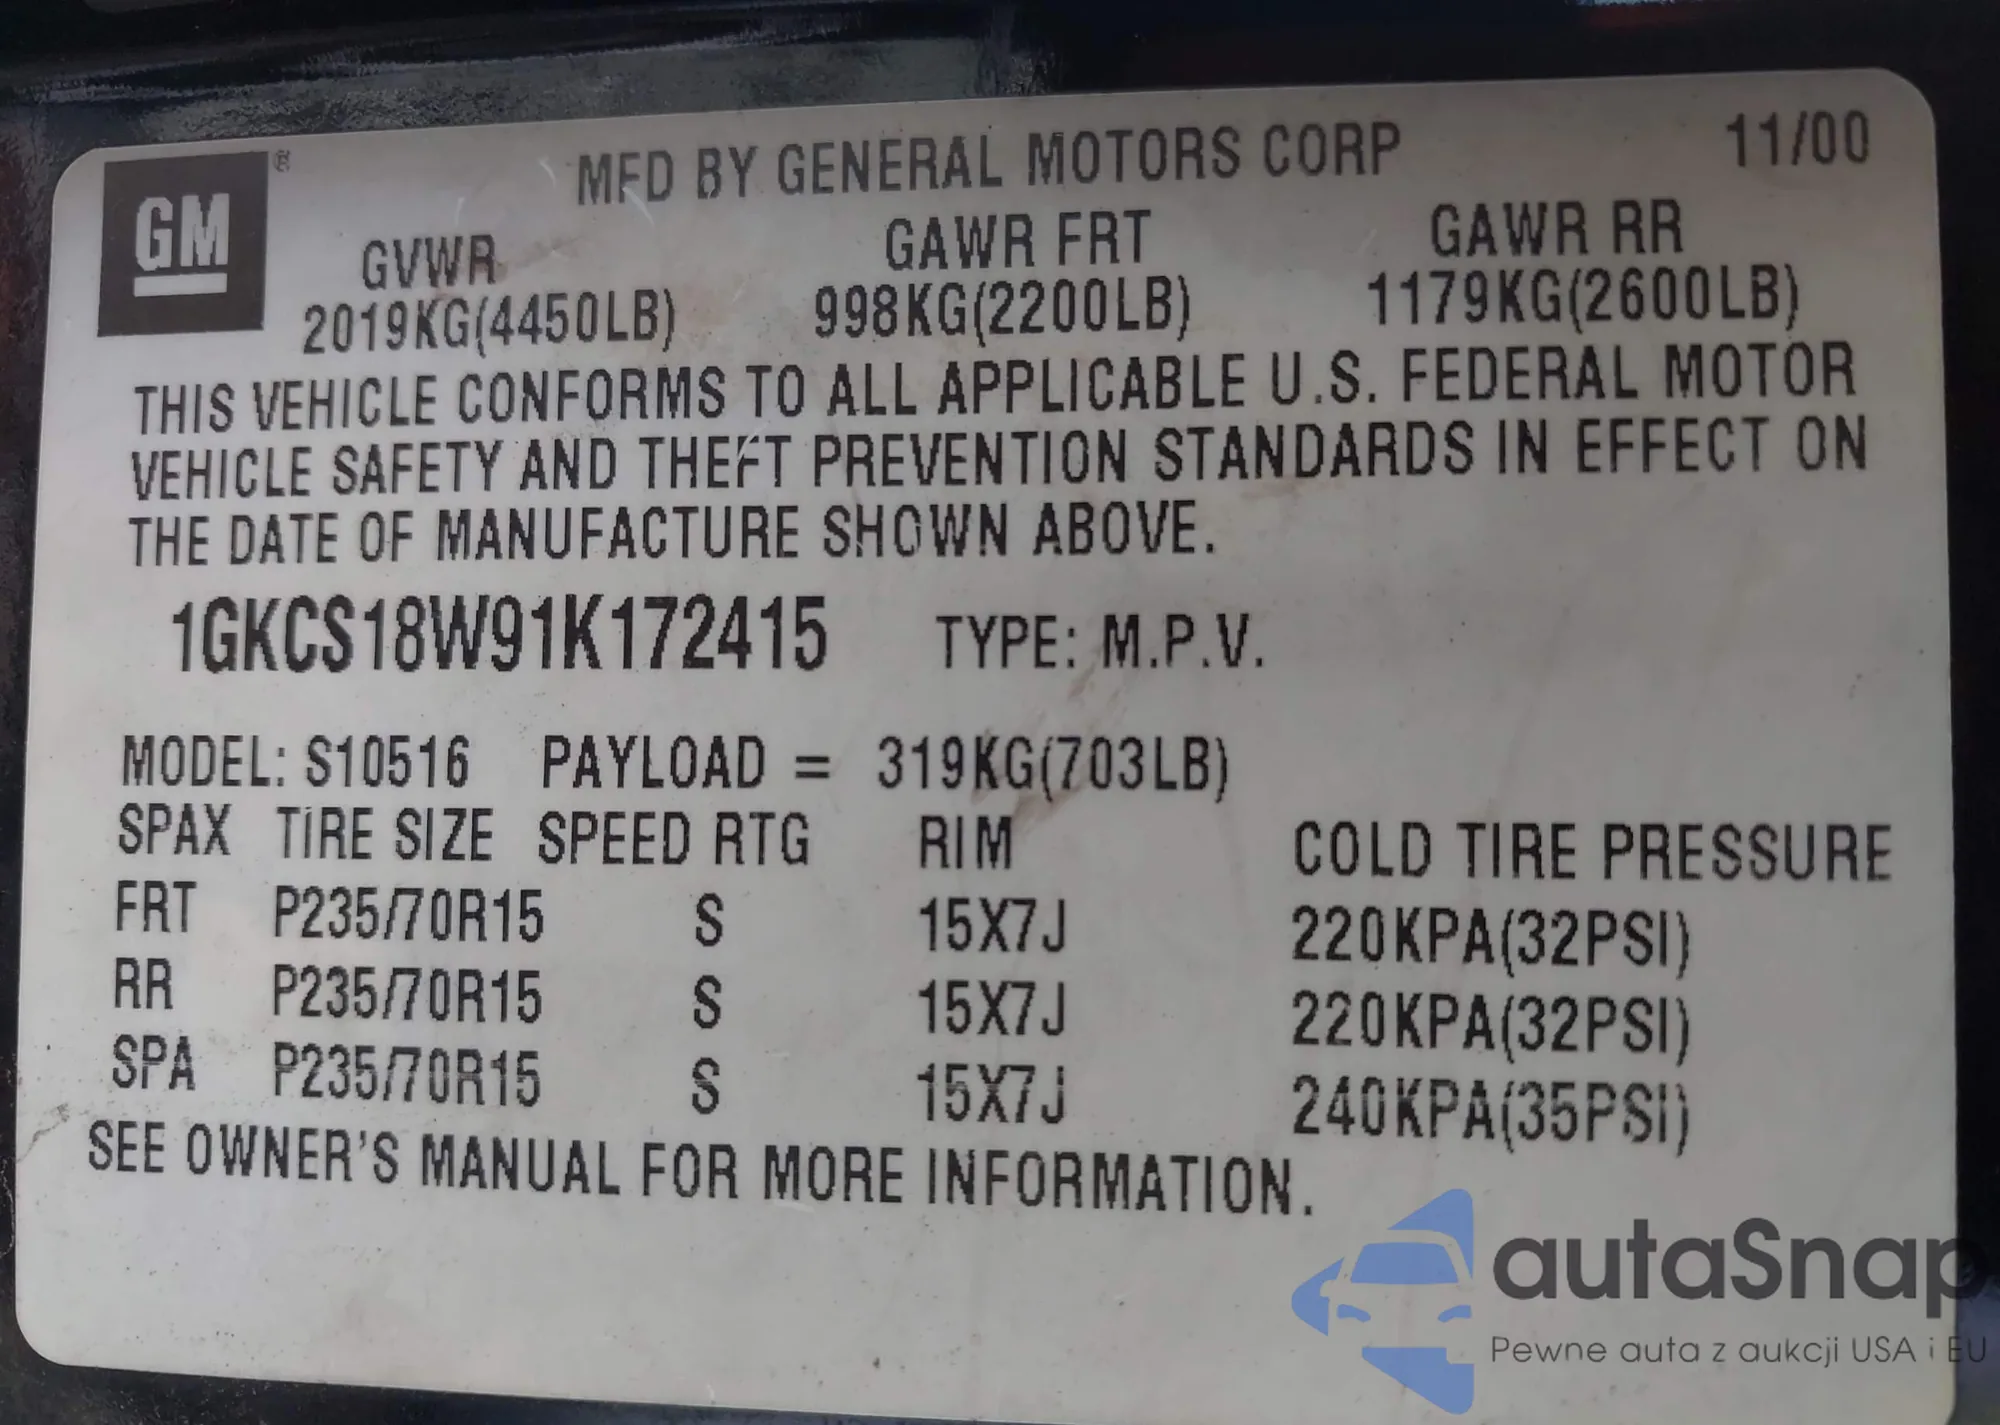 GM ®
MFD BY GENERAL MOTORS CORP 11/00
GVWR GAWR FRT GAWR RR
2019KG(4450LB) 998KG(2200LB) 1179KG(2600LB)
THIS VEHICLE CONFORMS TO ALL APPLICABLE U.S. FEDERAL MOTOR
VEHICLE SAFETY AND THEFT PREVENTION STANDARDS IN EFFECT ON
THE DATE OF MANUFACTURE SHOWN ABOVE.
1GKCS18W91K172415 TYPE: M.P.V.
MODEL: S10516 PAYLOAD = 319KG(703LB)
SPAX TIRE SIZE SPEED RTG RIM COLD TIRE PRESSURE
FRT P235/70R15 S 15X7J 220KPA(32PSI)
RR P235/70R15 S 15X7J 220KPA(32PSI)
SPA P235/70R15 S 15X7J 240KPA(35PSI)
SEE OWNER'S MANUAL FOR MORE INFORMATION.
autaSnap
Pewne auta z aukcji USA i EU